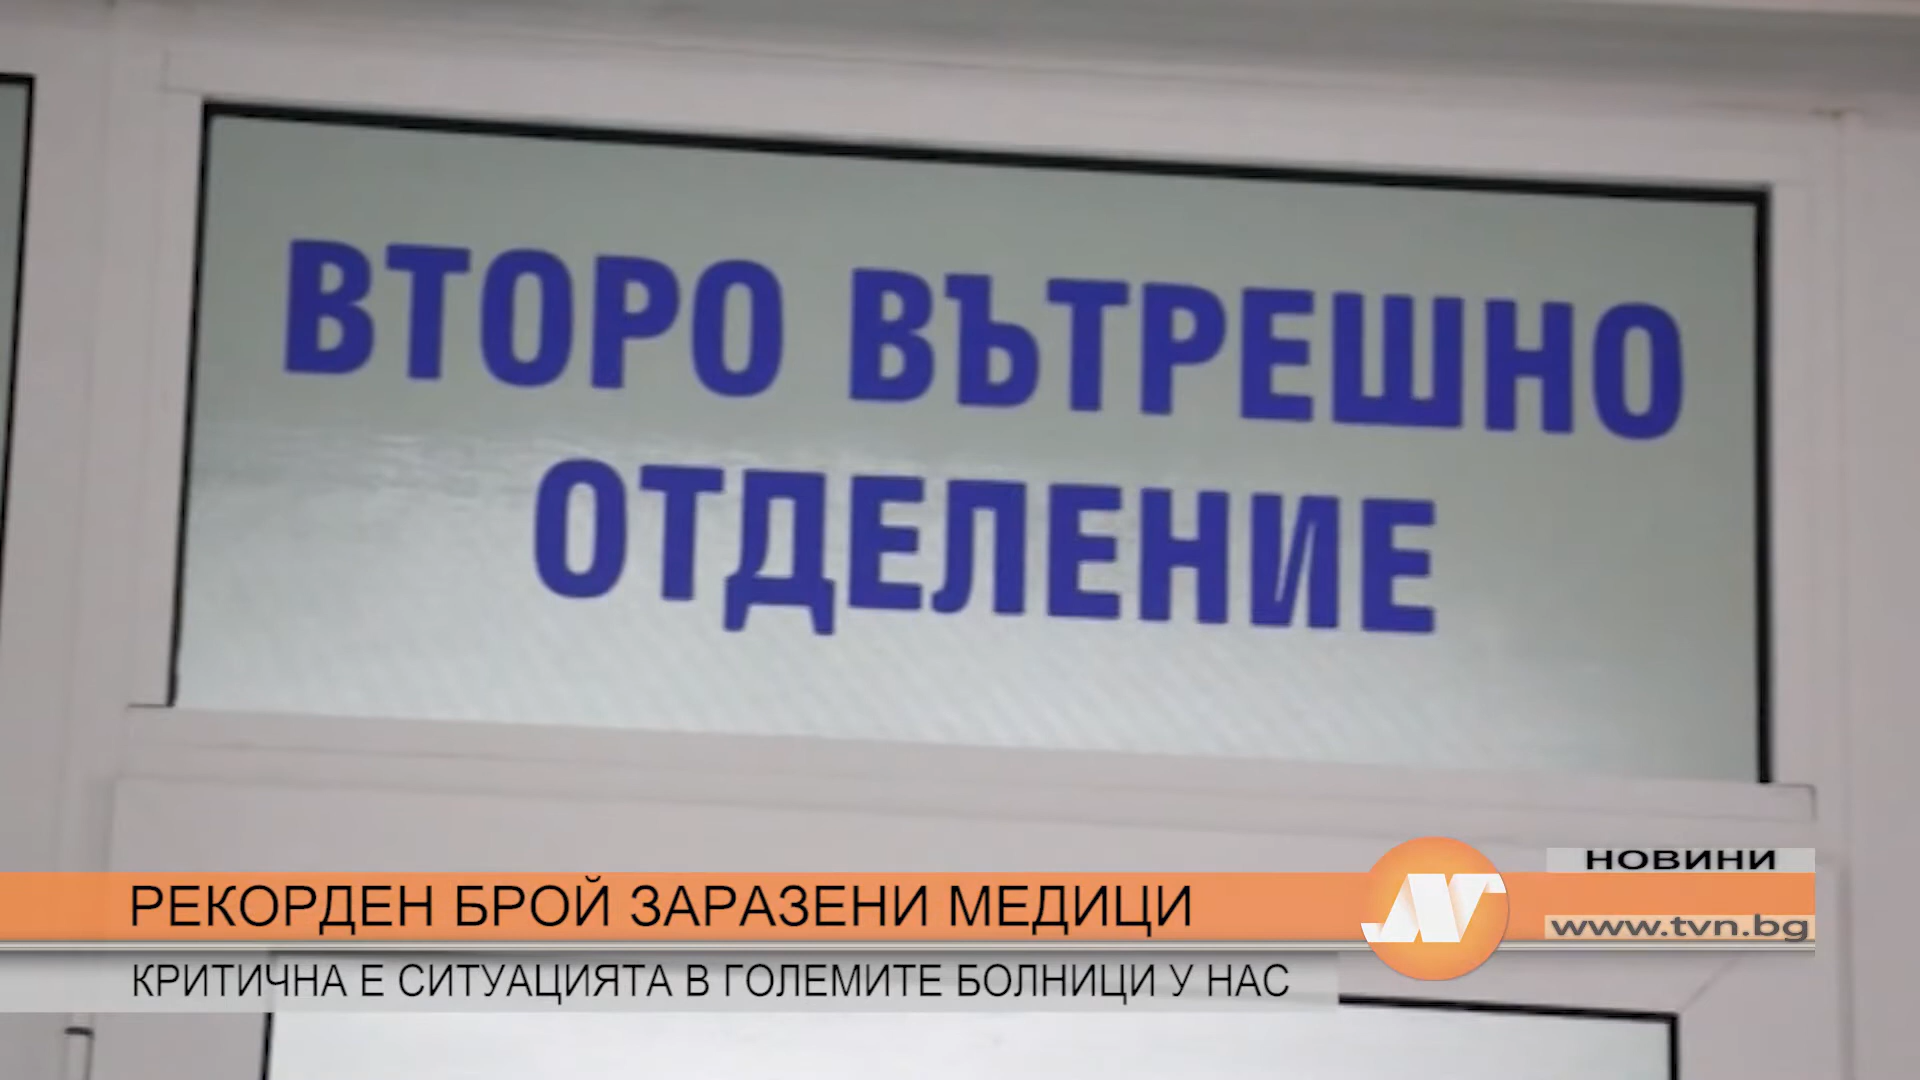 ВТОРО ВЪТРЕШНО
ОТДЕЛЕНИЕ
НОВИНИ
РЕКОРДЕН БРОЙ ЗАРАЗЕНИ МЕДИЦИ
www.tvn.bg
КРИТИЧНА Е СИТУАЦИЯТА В ГОЛЕМИТЕ БОЛНИЦИ У НАС